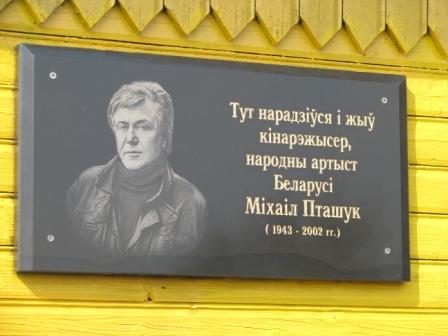 Тут нарадзіўся і жыў
кінарэжысер,
народны артыст
Беларусі
Міхаіл Пташук
( 1943 - 2002 гг.)